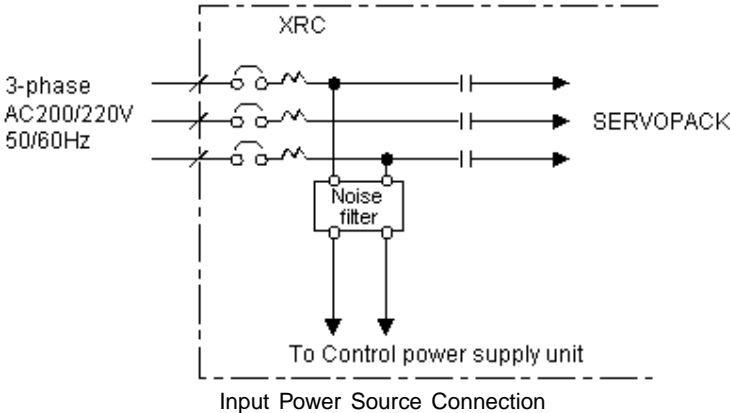 XRC
3-phase
AC200/220V
50/60Hz
SERVOPACK
Noise
filter
To Control power supply unit
Input Power Source Connection